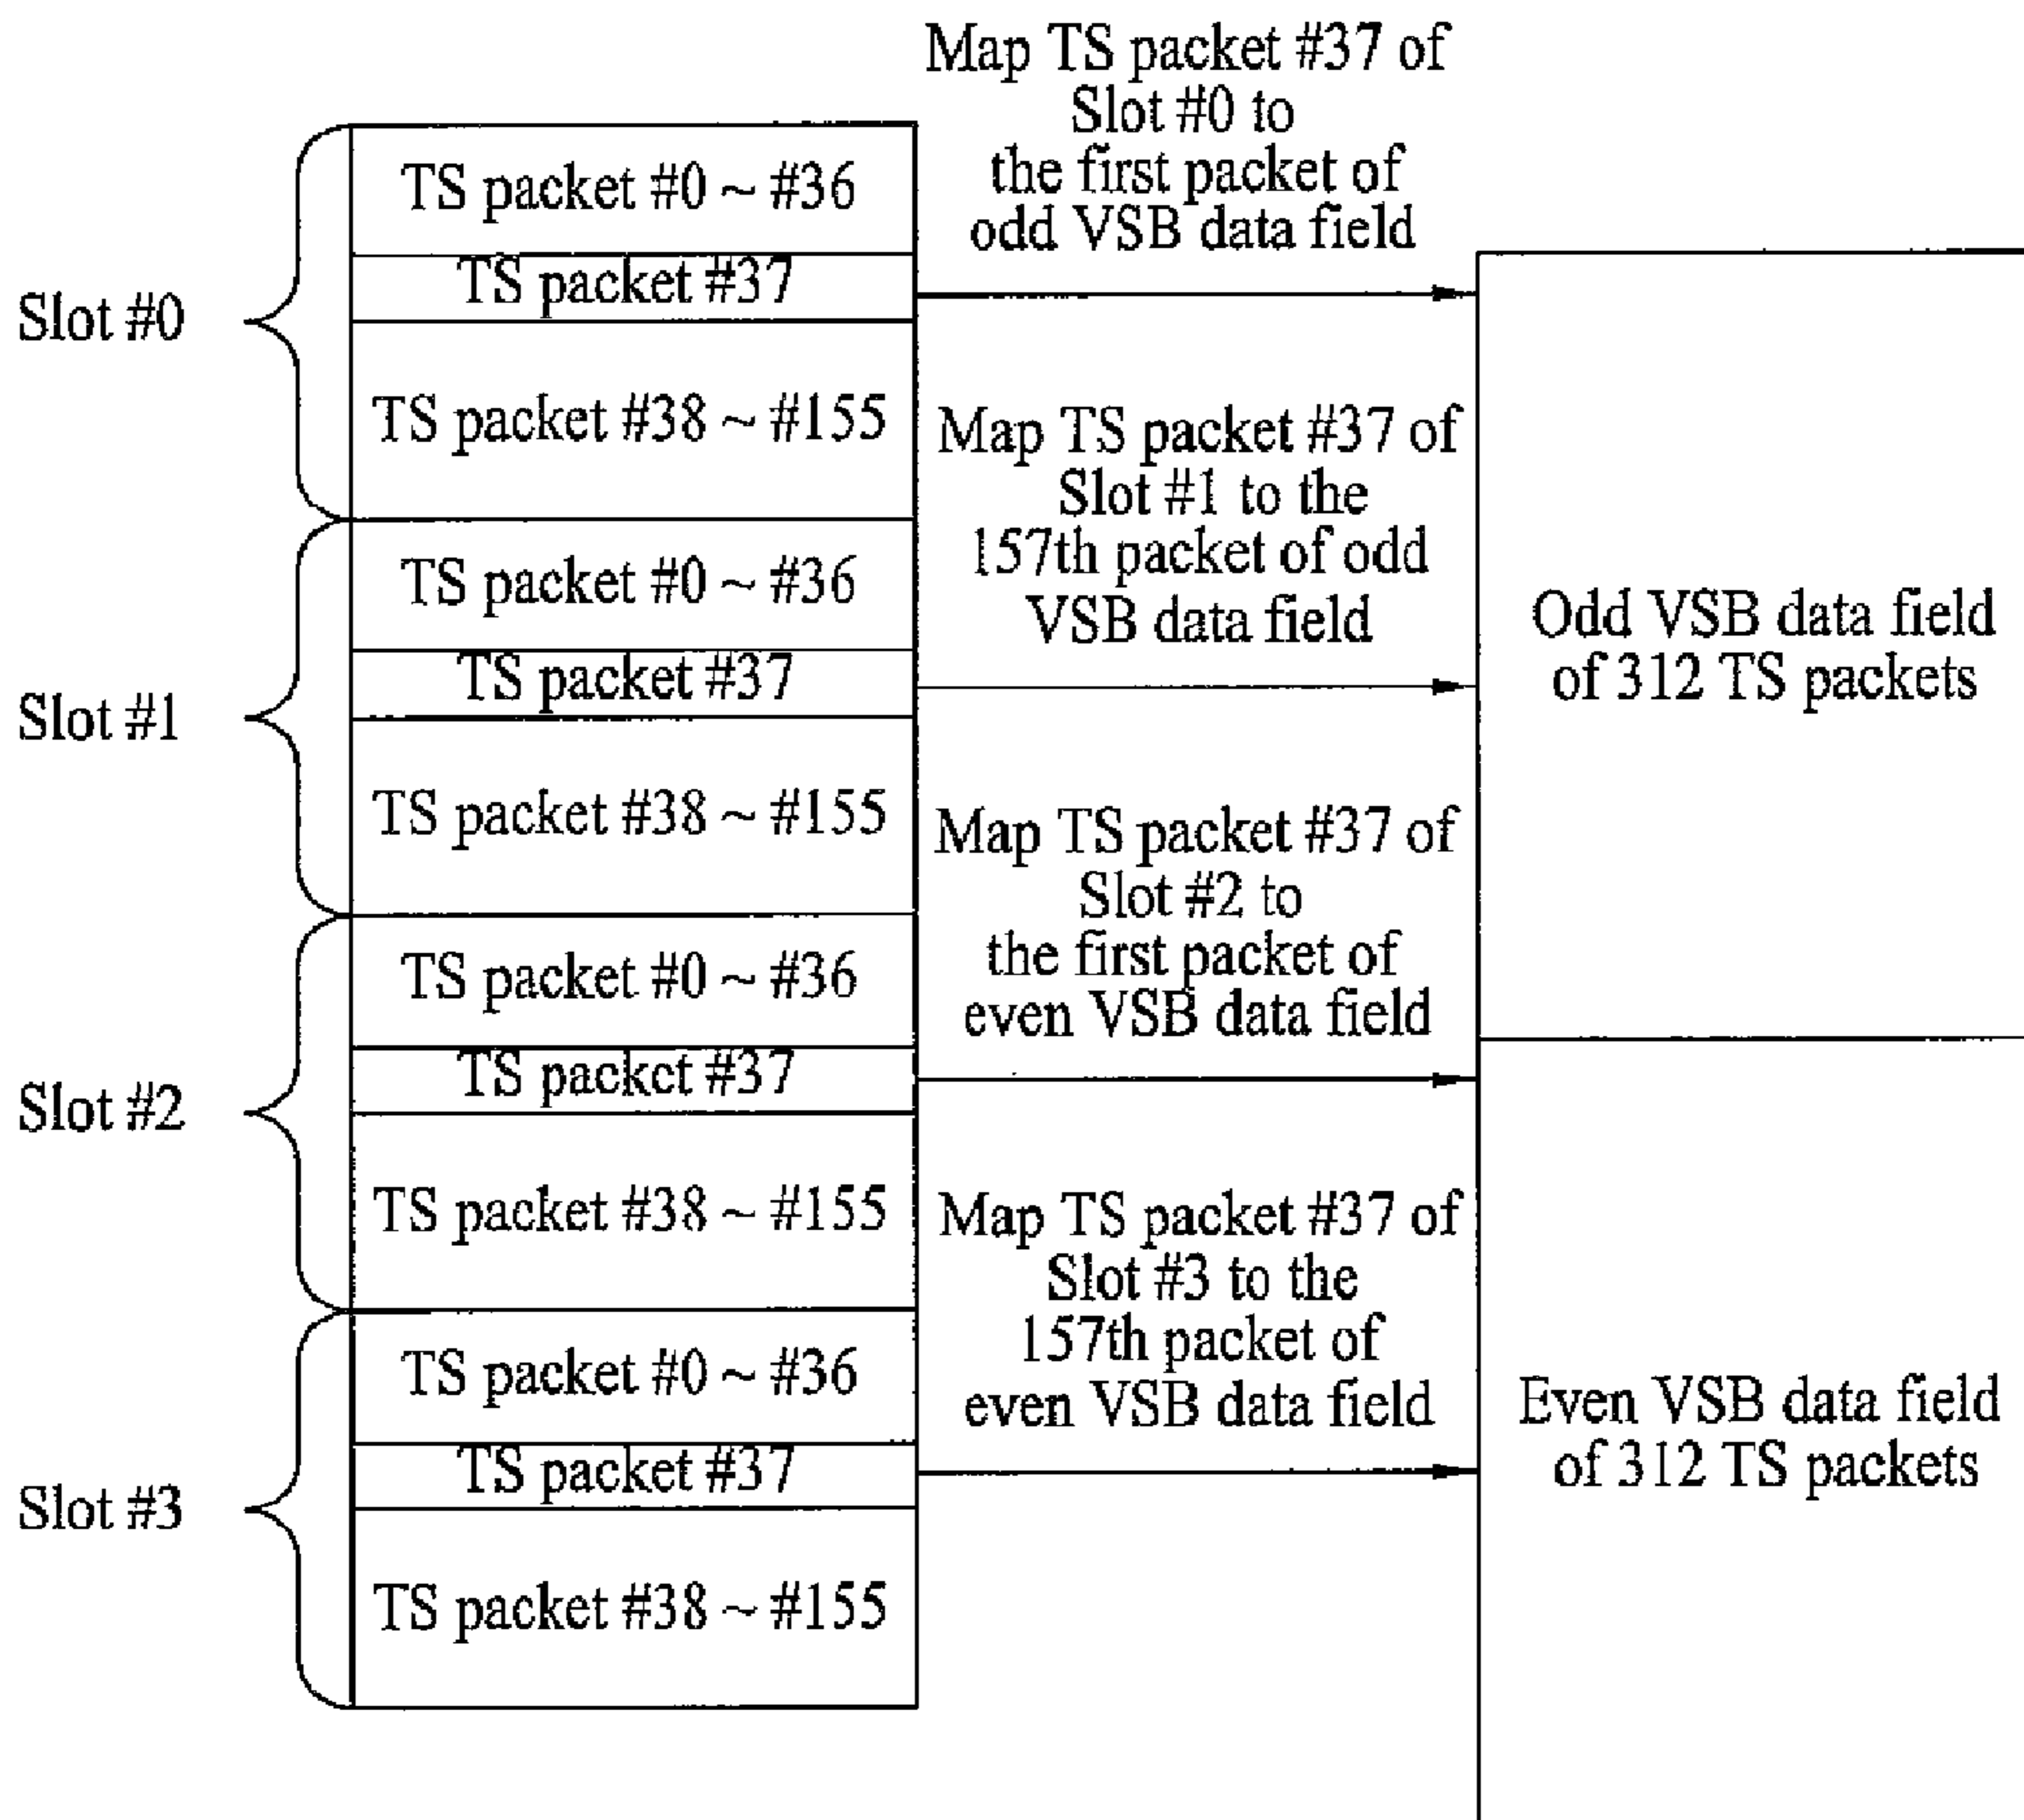 Map TS packet #37 of
Slot #0 to
the first packet of
odd VSB data field
Slot #0
TS packet #0 ~ #36
TS packet #37
TS packet #38 ~ #155
Map TS packet #37 of
Slot #1 to the
157th packet of odd
VSB data field
Slot #1
TS packet #0 ~ #36
TS packet #37
TS packet #38 ~ #155
Odd VSB data field
of 312 TS packets
Map TS packet #37 of
Slot #2 to
the first packet of
even VSB data field
Slot #2
TS packet #0 ~ #36
TS packet #37
TS packet #38 ~ #155
Map TS packet #37 of
Slot #3 to the
157th packet of
even VSB data field
Slot #3
TS packet #0 ~ #36
TS packet #37
TS packet #38 ~ #155
Even VSB data field
of 312 TS packets